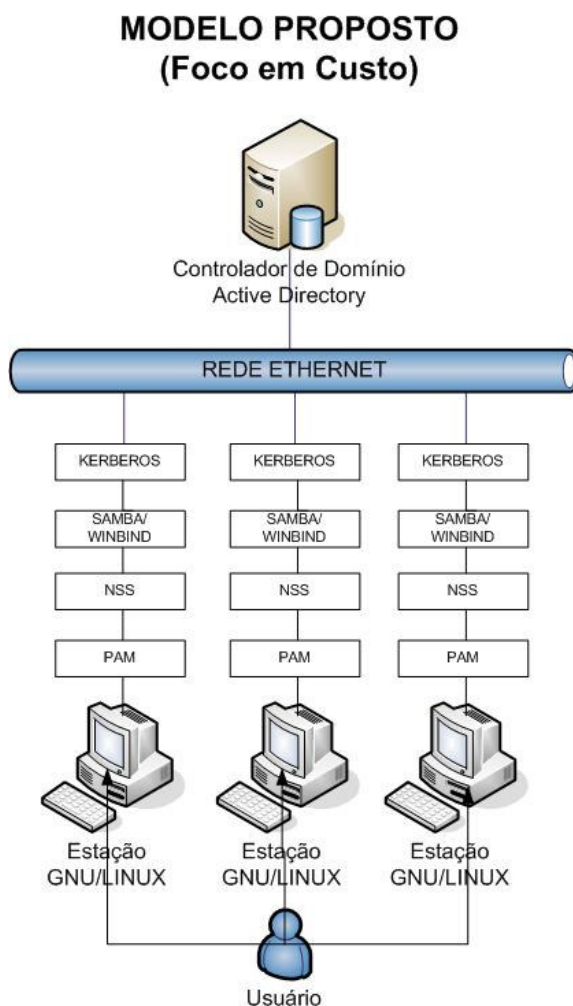 MODELO PROPOSTO
(Foco em Custo)
Controlador de Domínio
Active Directory
REDE ETHERNET
KERBEROS
KERBEROS
KERBEROS
SAMBA/
WINBIND
SAMBA/
WINBIND
SAMBA/
WINBIND
NSS
NSS
NSS
PAM
PAM
PAM
Estação
GNU/LINUX
Estação
GNU/LINUX
Estação
GNU/LINUX
Usuário